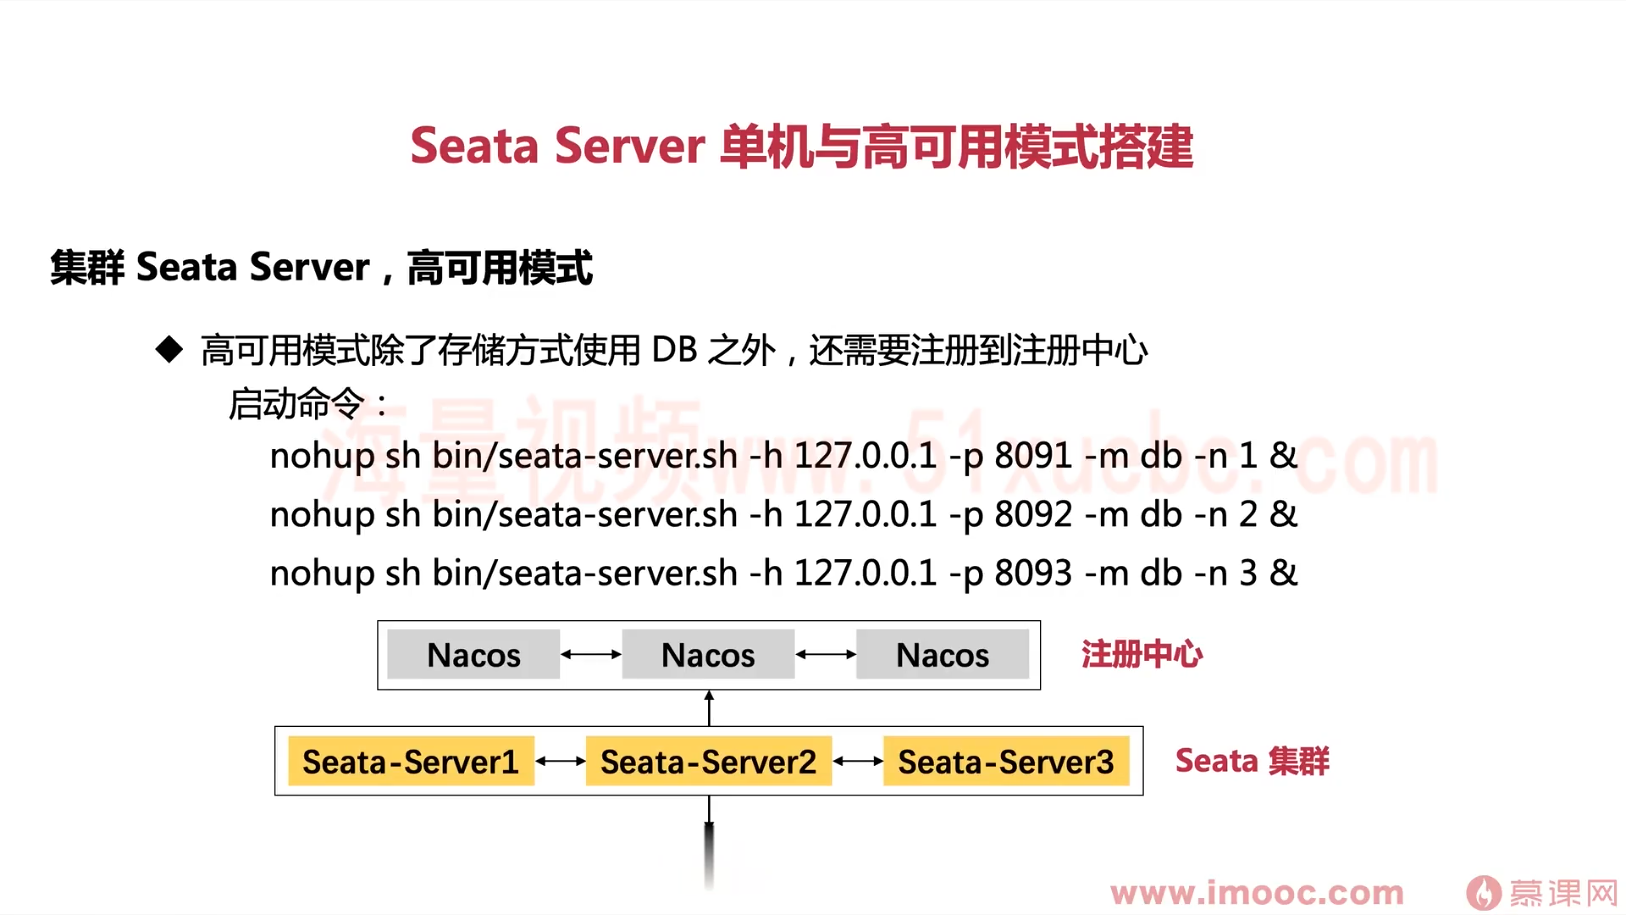 Seata Server 单机与高可用模式搭建
集群 Seata Server，高可用模式
◆ 高可用模式除了存储方式使用 DB 之外，还需要注册到注册中心
启动命令：
海量视频www.51xuebc.com
nohup sh bin/seata-server.sh -h 127.0.0.1 -p 8091 -m db -n 1 &
nohup sh bin/seata-server.sh -h 127.0.0.1 -p 8092 -m db -n 2 &
nohup sh bin/seata-server.sh -h 127.0.0.1 -p 8093 -m db -n 3 &
Nacos Nacos Nacos 注册中心
Seata-Server1 Seata-Server2 Seata-Server3 Seata 集群
www.imooc.com 慕课网